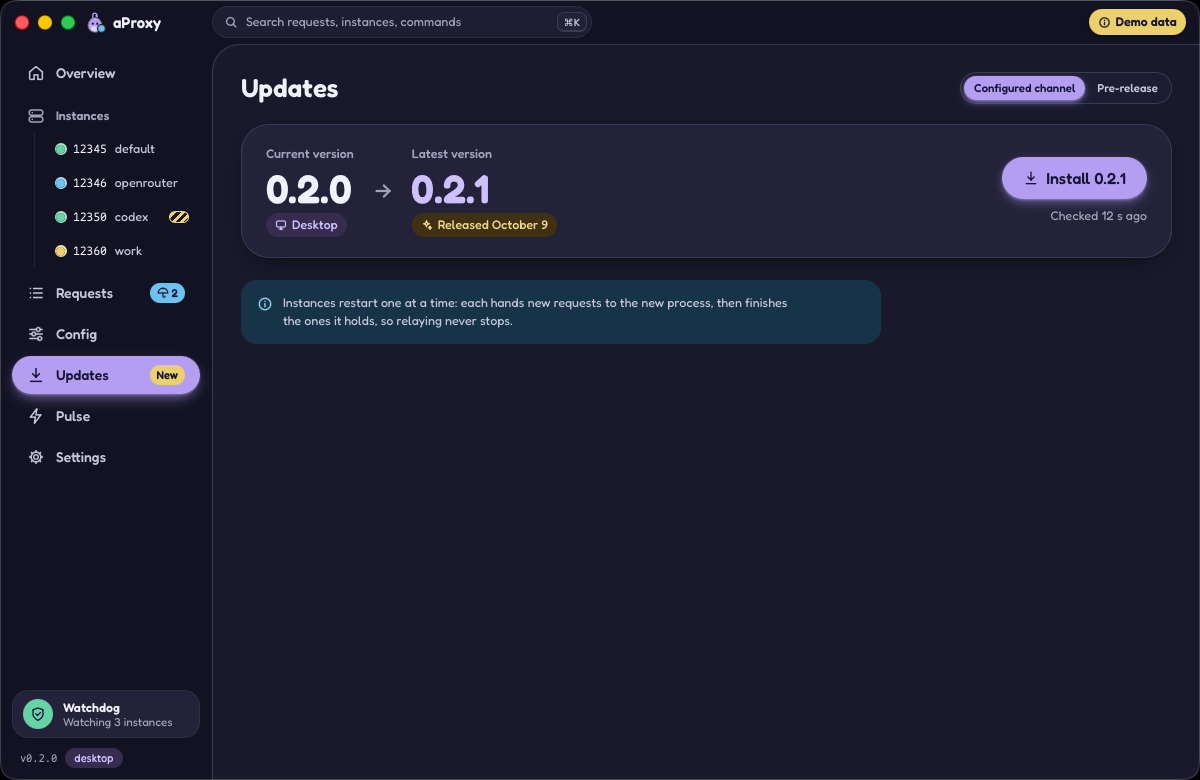 aProxy
Search requests, instances, commands
⌘K
Demo data
Overview
Instances
12345 default
12346 openrouter
12350 codex
12360 work
Requests
2
Config
Updates
New
Pulse
Settings
Watchdog
Watching 3 instances
v0.2.0
desktop
Updates
Configured channel
Pre-release
Current version
0.2.0
Desktop
Latest version
0.2.1
Released October 9
Install 0.2.1
Checked 12 s ago
Instances restart one at a time: each hands new requests to the new process, then finishes
the ones it holds, so relaying never stops.